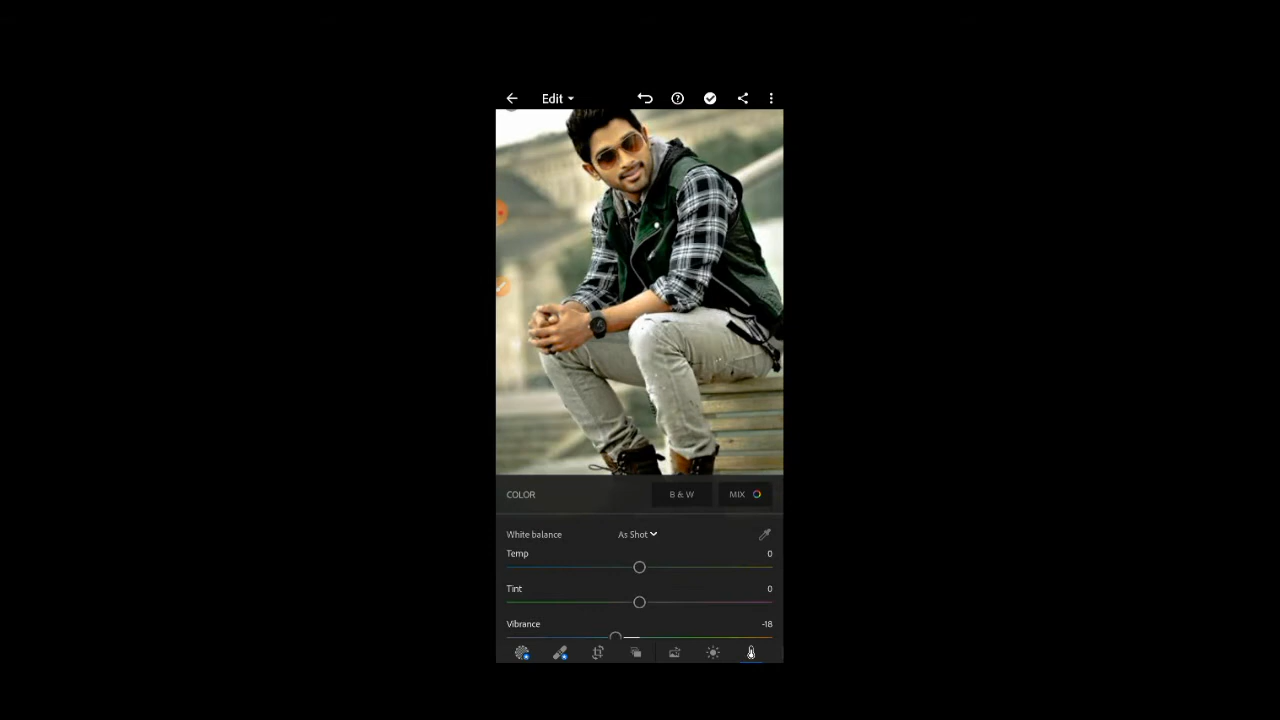 Edit
COLOR B & W MIX
White balance As Shot
Temp 0
Tint 0
Vibrance -18